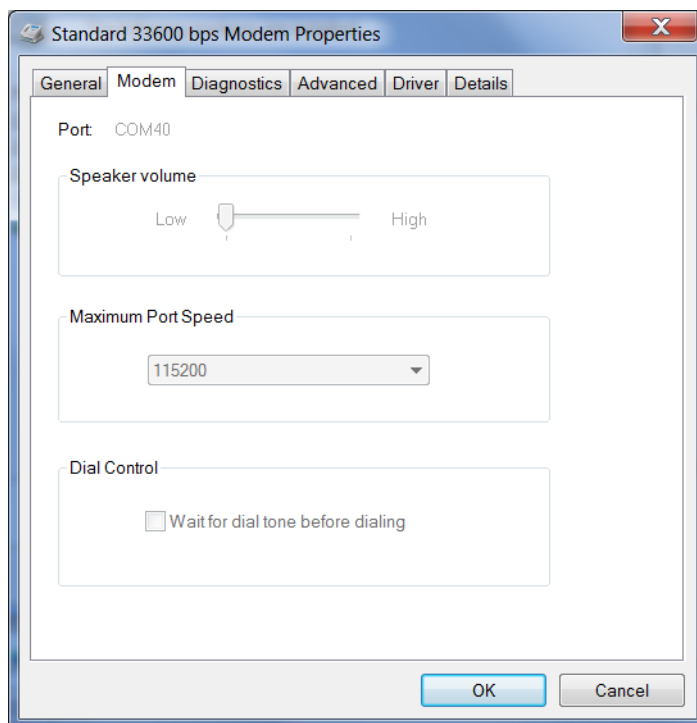 Standard 33600 bps Modem Properties
General Modem Diagnostics Advanced Driver Details
Port: COM40
Speaker volume
Low High
Maximum Port Speed
115200
Dial Control
Wait for dial tone before dialing
OK Cancel